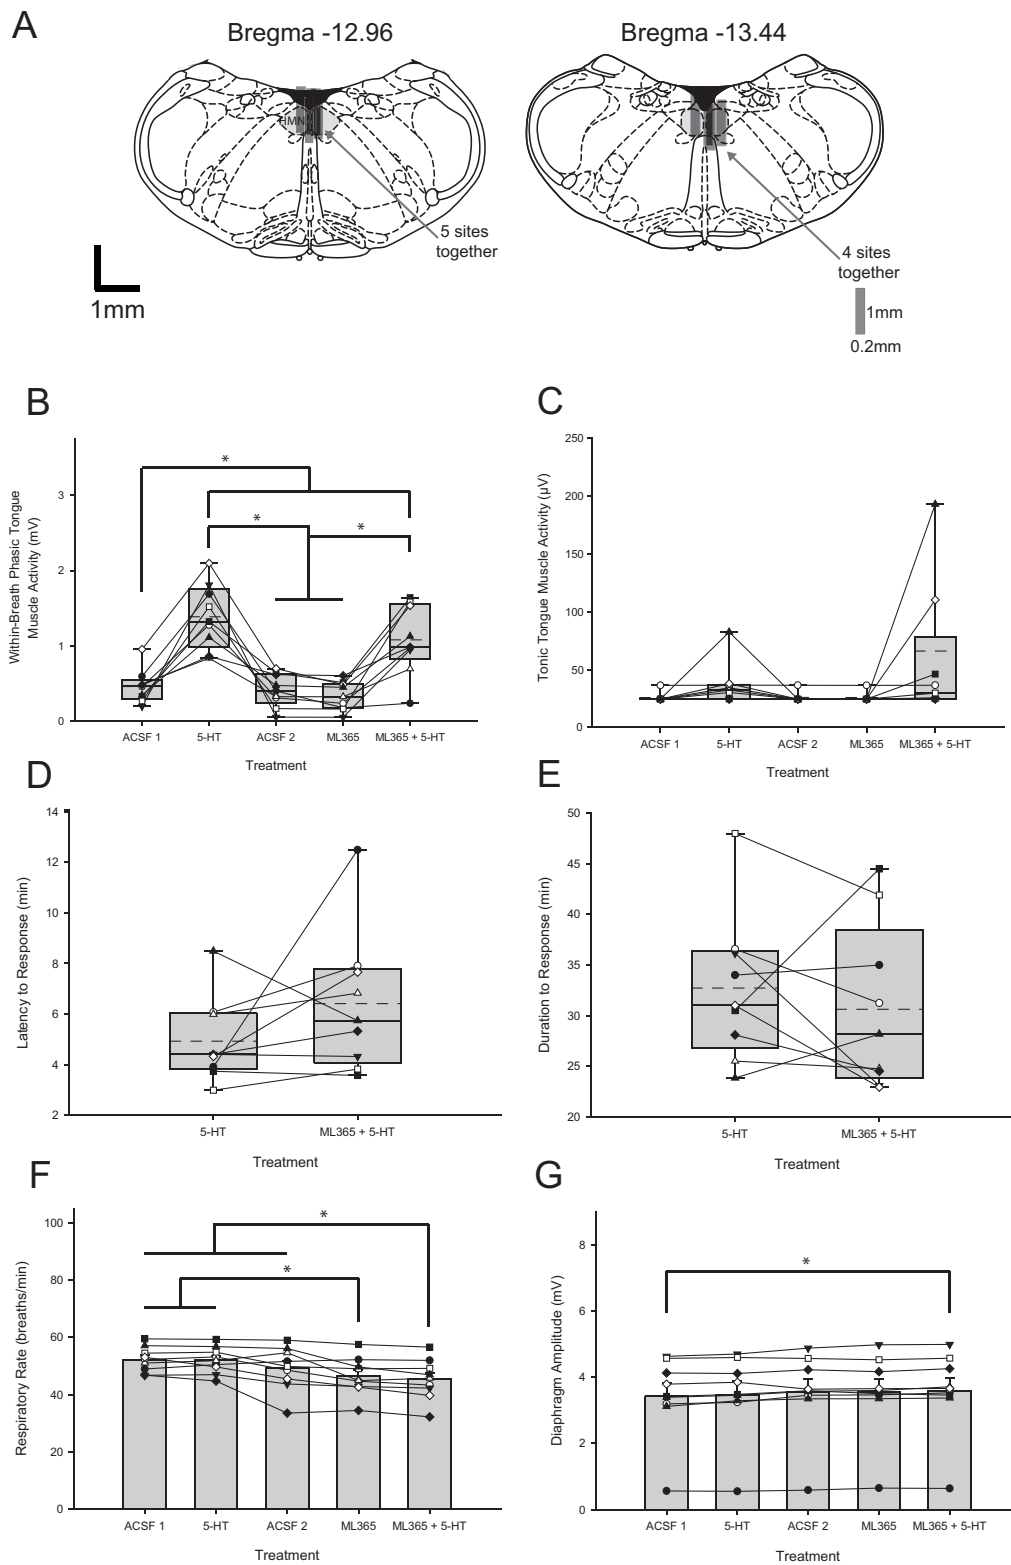 A
Bregma -12.96
Bregma -13.44
HMN
5 sites
together
4 sites
together
1mm
1mm
0.2mm
B
Within-Breath Phasic Tongue
Muscle Activity (mV)
3
2
1
0
*
*
*
ACSF 1
5-HT
ACSF 2
ML365
ML365 + 5-HT
Treatment
C
Tonic Tongue Muscle Activity (µV)
250
200
150
100
50
0
ACSF 1
5-HT
ACSF 2
ML365
ML365 + 5-HT
Treatment
D
Latency to Response (min)
14
12
10
8
6
4
2
5-HT
ML365 + 5-HT
Treatment
E
Duration to Response (min)
50
45
40
35
30
25
20
5-HT
ML365 + 5-HT
Treatment
F
Respiratory Rate (breaths/min)
100
80
60
40
20
0
*
*
ACSF 1
5-HT
ACSF 2
ML365
ML365 + 5-HT
Treatment
G
Diaphragm Amplitude (mV)
8
6
4
2
0
*
ACSF 1
5-HT
ACSF 2
ML365
ML365 + 5-HT
Treatment